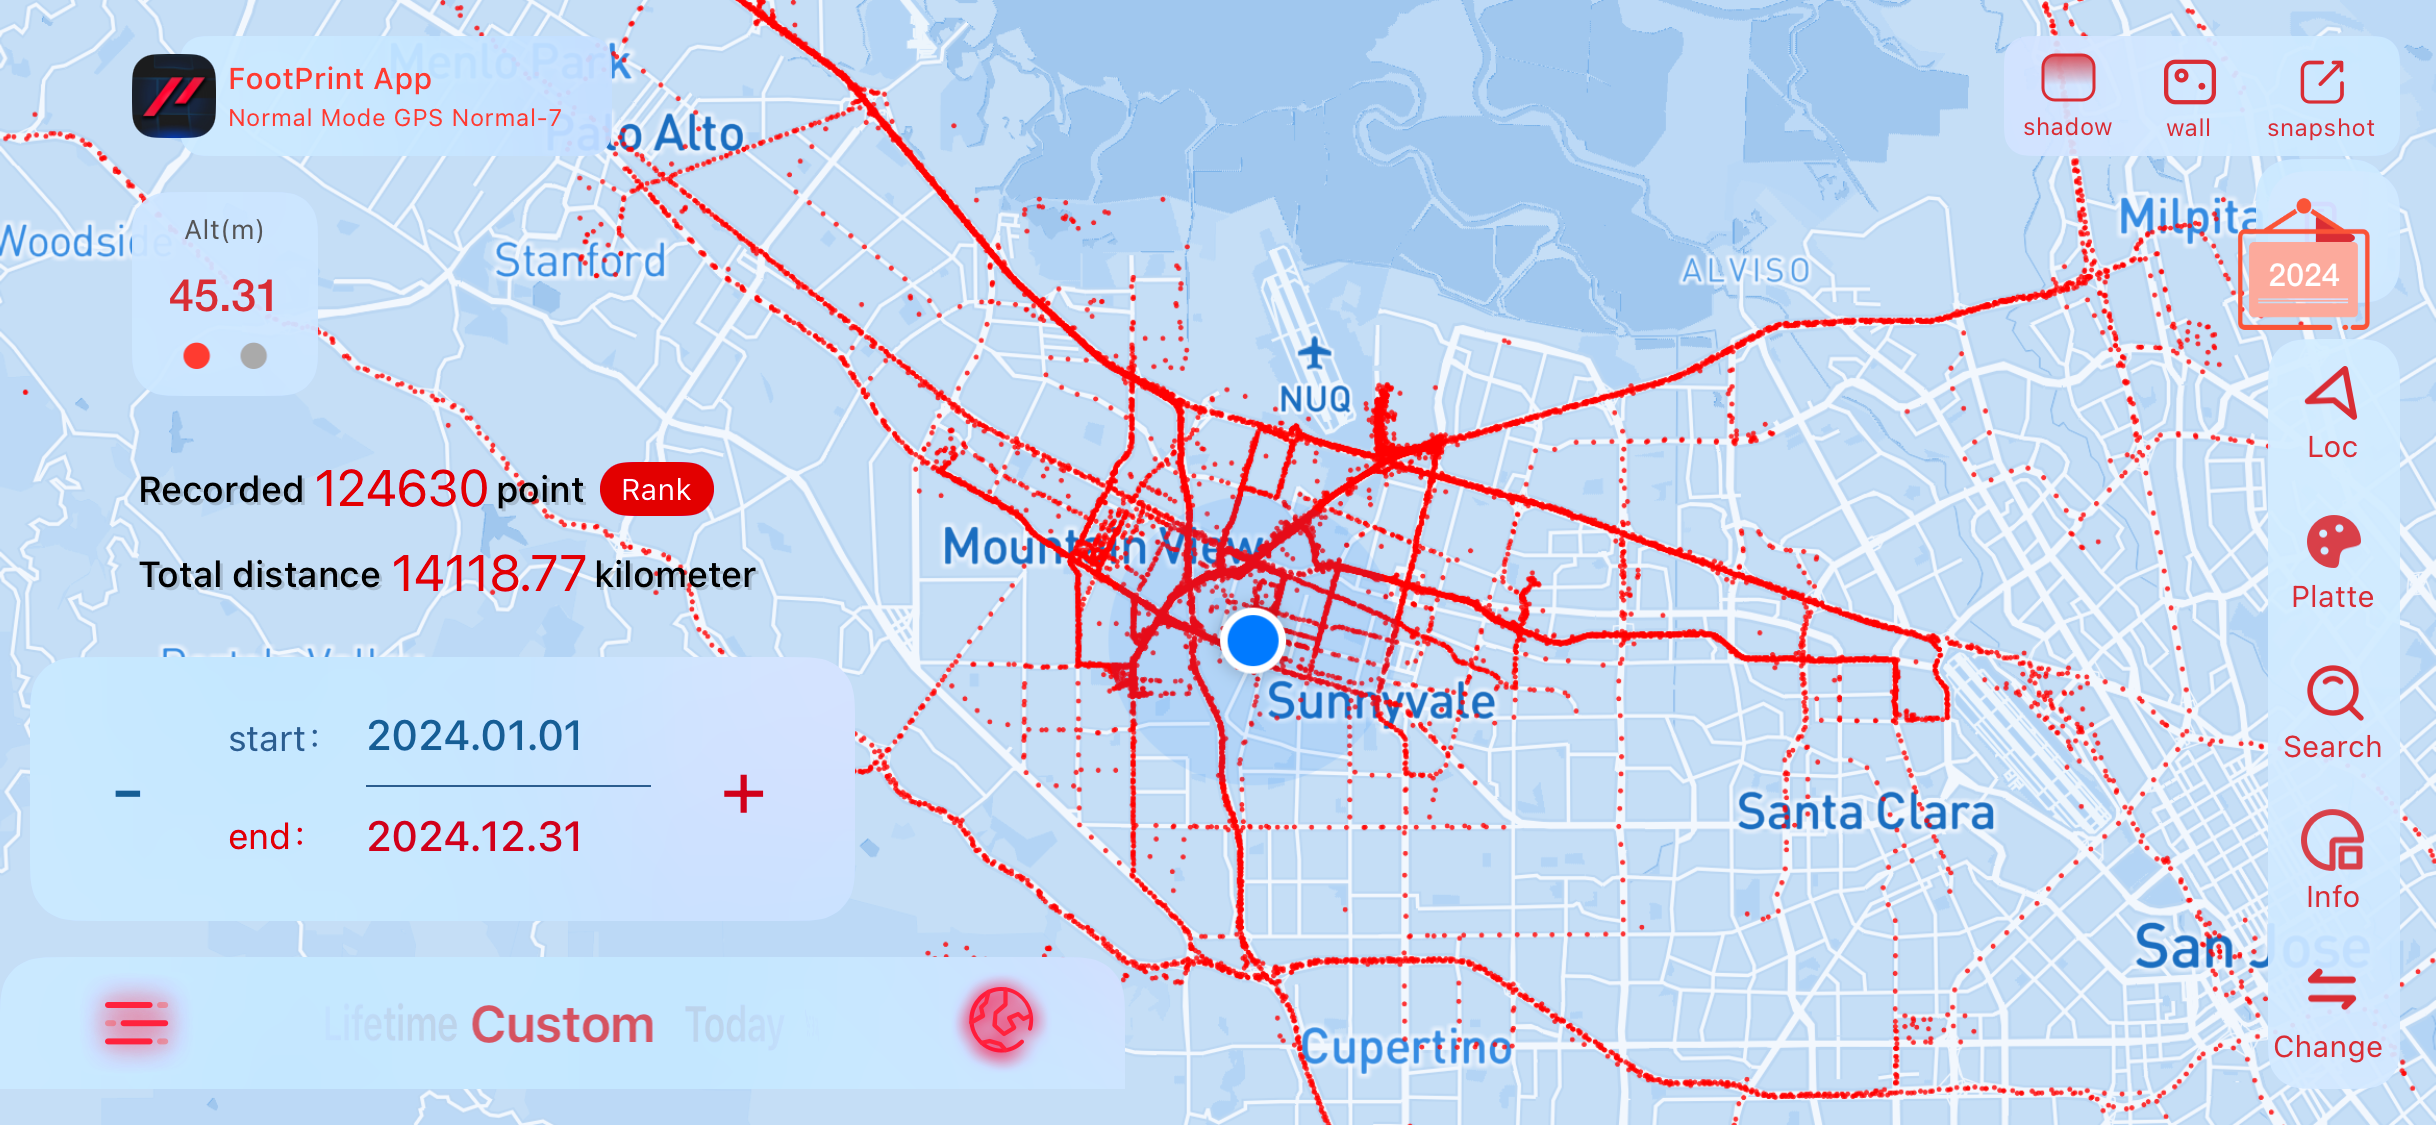 Menlo Park
FootPrint App
Normal Mode GPS Normal-7
Palo Alto
shadow
wall
snapshot
Woodside
Alt(m)
45.31
Stanford
ALVISO
2024
NUQ
Loc
Recorded 124630 point Rank
Mountain View
Total distance 14118.77 kilometer
Platte
Sunnyvale
start: 2024.01.01
- +
end: 2024.12.31
Search
Santa Clara
Info
San Jose
Lifetime Custom Today
Cupertino
Change